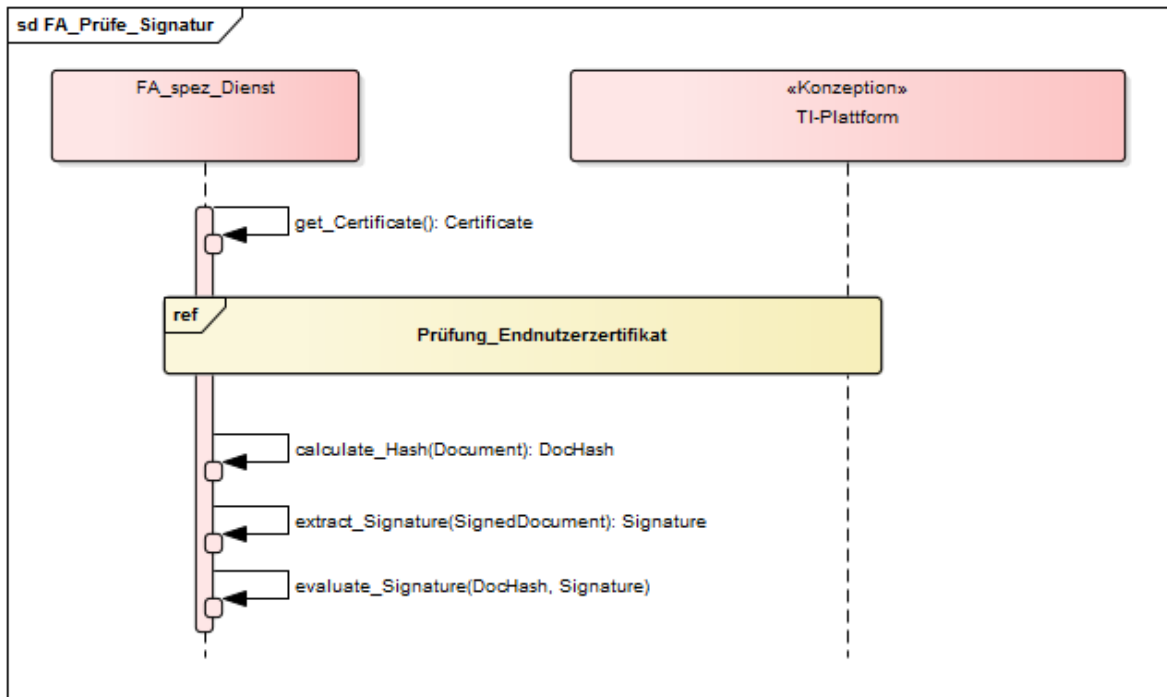 sd FA_Prüfe_Signatur
FA_spez_Dienst
«Konzeption»
TI-Plattform
get_Certificate(): Certificate
ref
Prüfung_Endnutzerzertifikat
calculate_Hash(Document): DocHash
extract_Signature(SignedDocument): Signature
evaluate_Signature(DocHash, Signature)